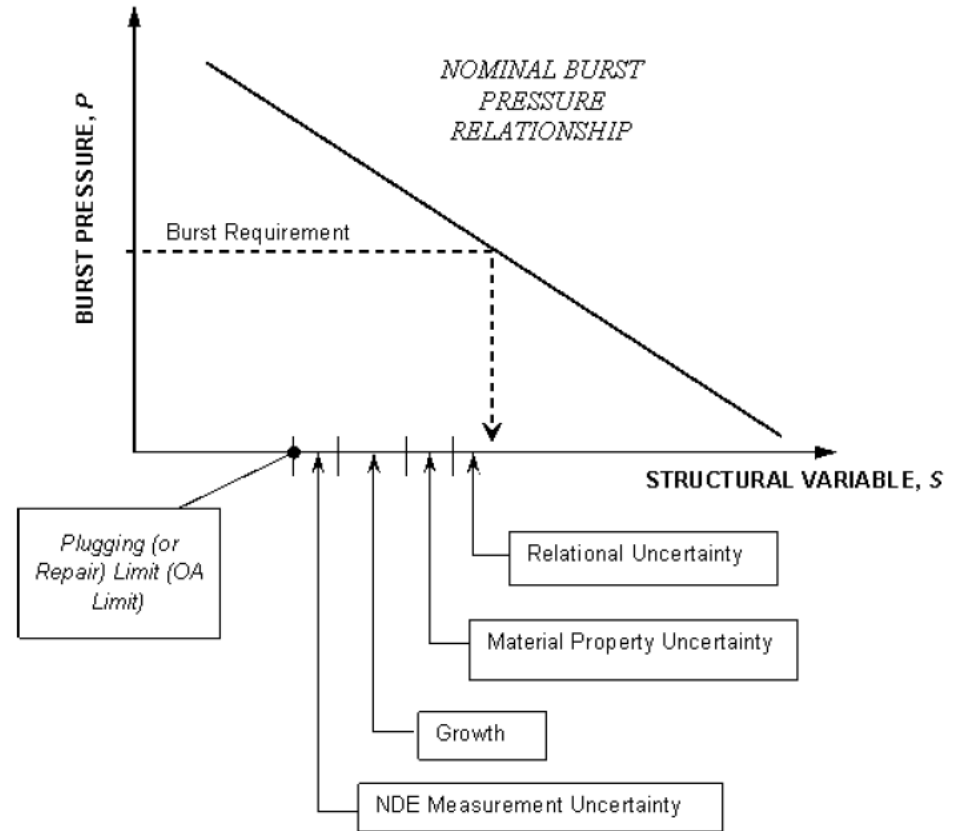 NOMINAL BURST
PRESSURE
RELATIONSHIP
BURST PRESSURE, P
Burst Requirement
STRUCTURAL VARIABLE, S
Plugging (or
Repair) Limit (OA
Limit)
Relational Uncertainty
Material Property Uncertainty
Growth
NDE Measurement Uncertainty